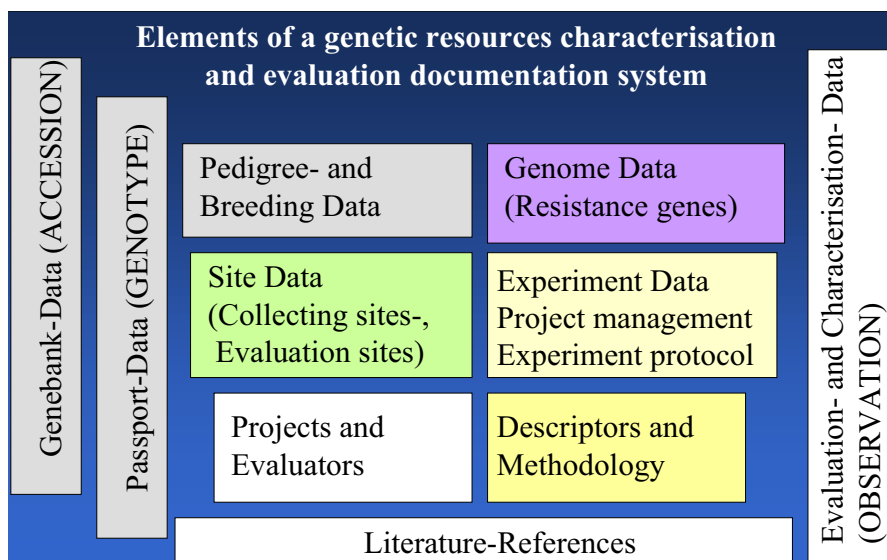 Elements of a genetic resources characterisation
and evaluation documentation system
Genebank-Data (ACCESSION)
Passport-Data (GENOTYPE)
Pedigree- and
Breeding Data
Genome Data
(Resistance genes)
Site Data
(Collecting sites-,
Evaluation sites)
Experiment Data
Project management
Experiment protocol
Projects and
Evaluators
Descriptors and
Methodology
Literature-References
Evaluation- and Characterisation- Data
(OBSERVATION)